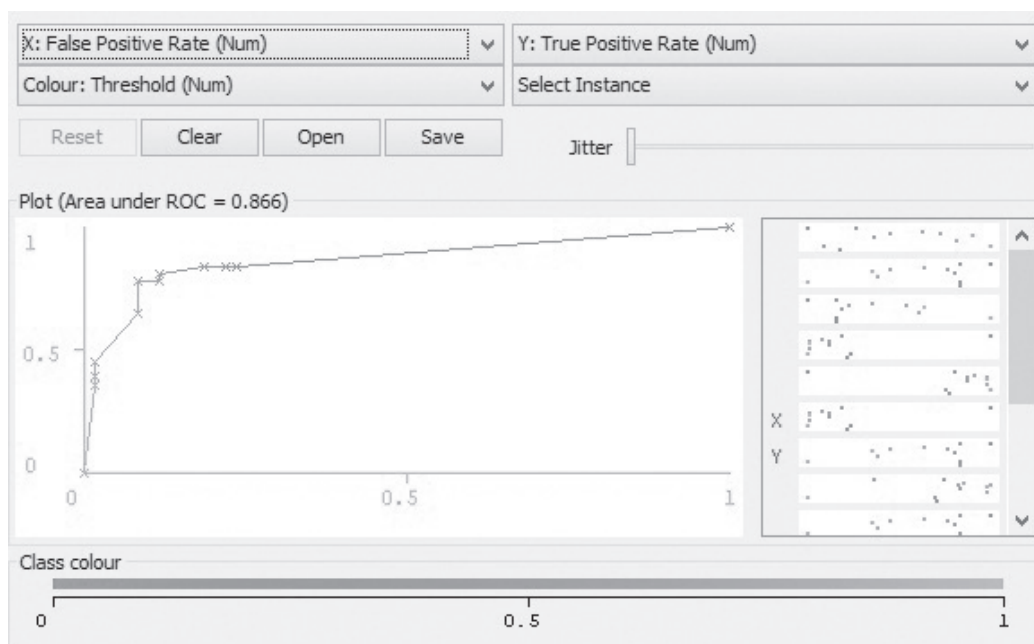 X: False Positive Rate (Num) Y: True Positive Rate (Num)
Colour: Threshold (Num) Select Instance
Reset Clear Open Save Jitter
Plot (Area under ROC = 0.866)
1
0.5
0
0 0.5 1
X
Y
Class colour
0 0.5 1